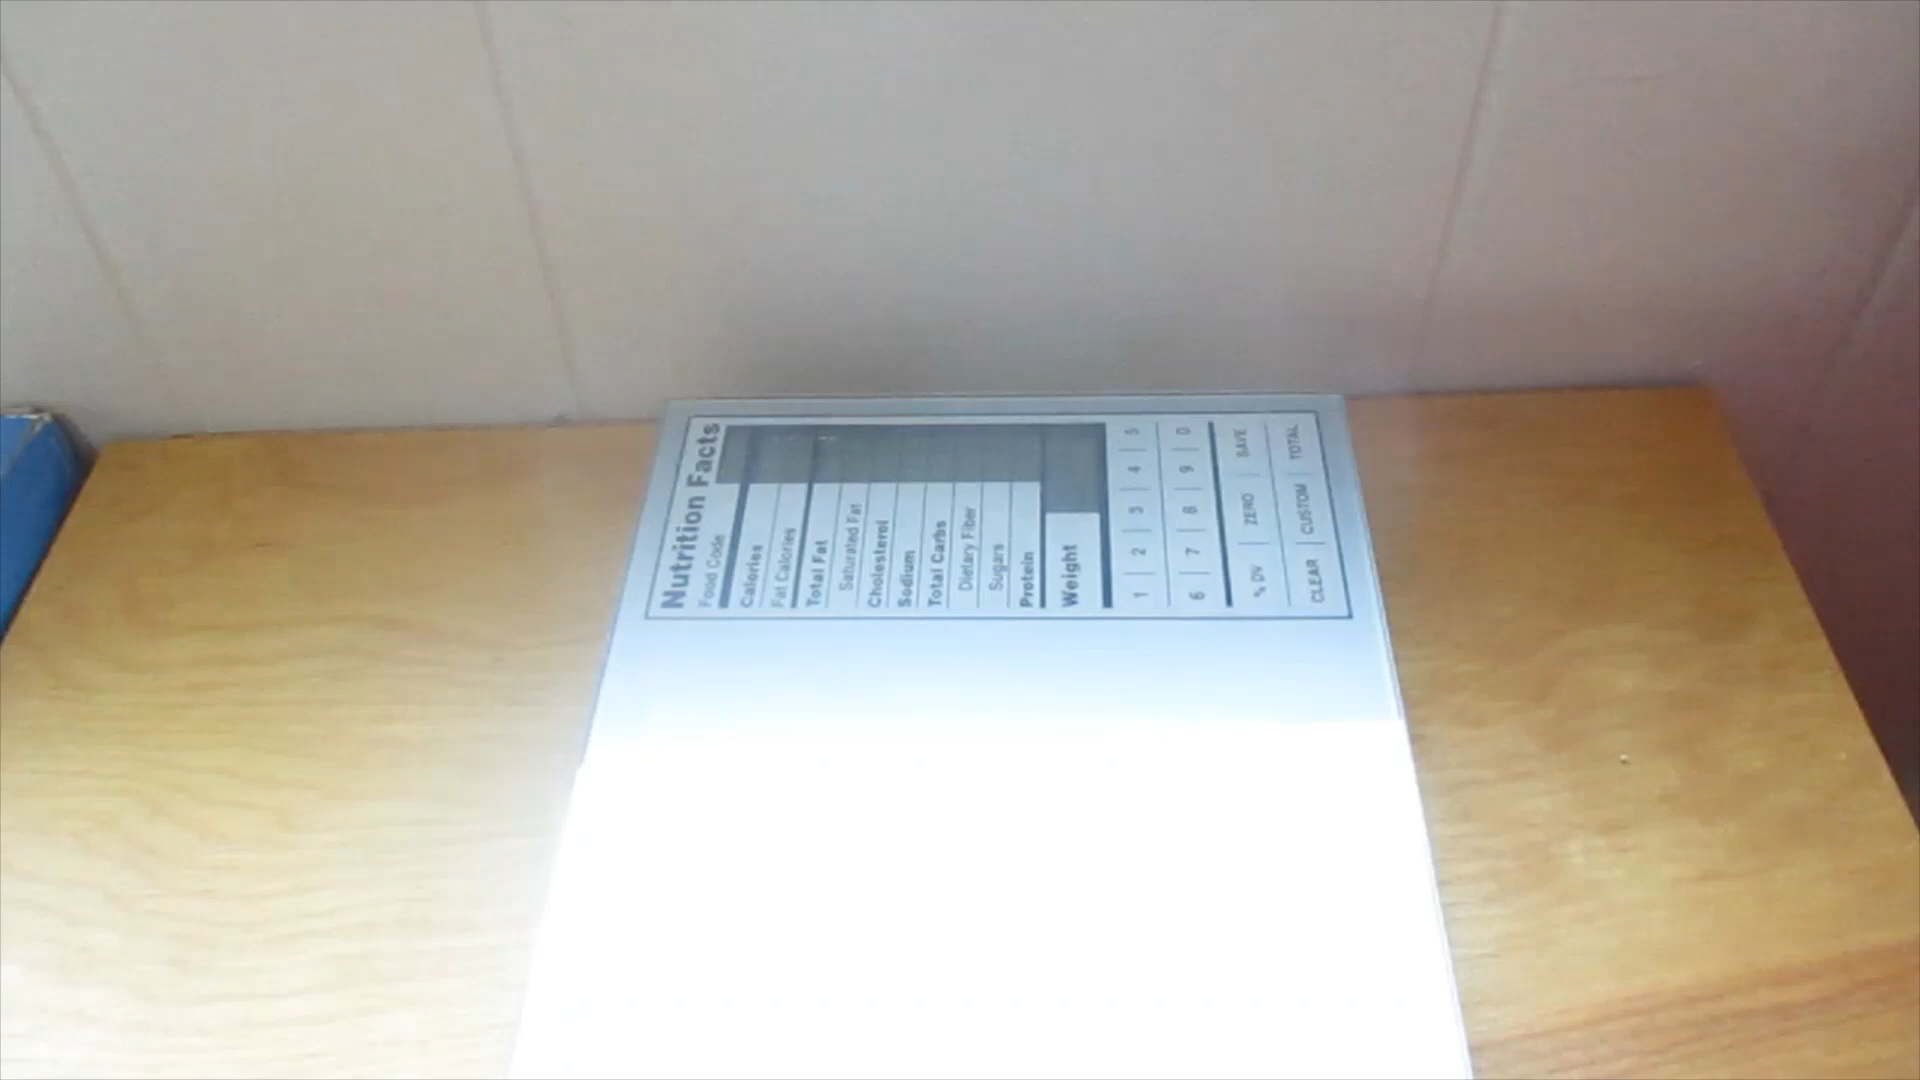 Nutrition Facts
Food Code
Calories
Fat Calories
Total Fat
Saturated Fat
Cholesterol
Sodium
Total Carbs
Dietary Fiber
Sugars
Protein
Weight
1 2 3 4 5
6 7 8 9 0
% DV ZERO SAVE
CLEAR CUSTOM TOTAL